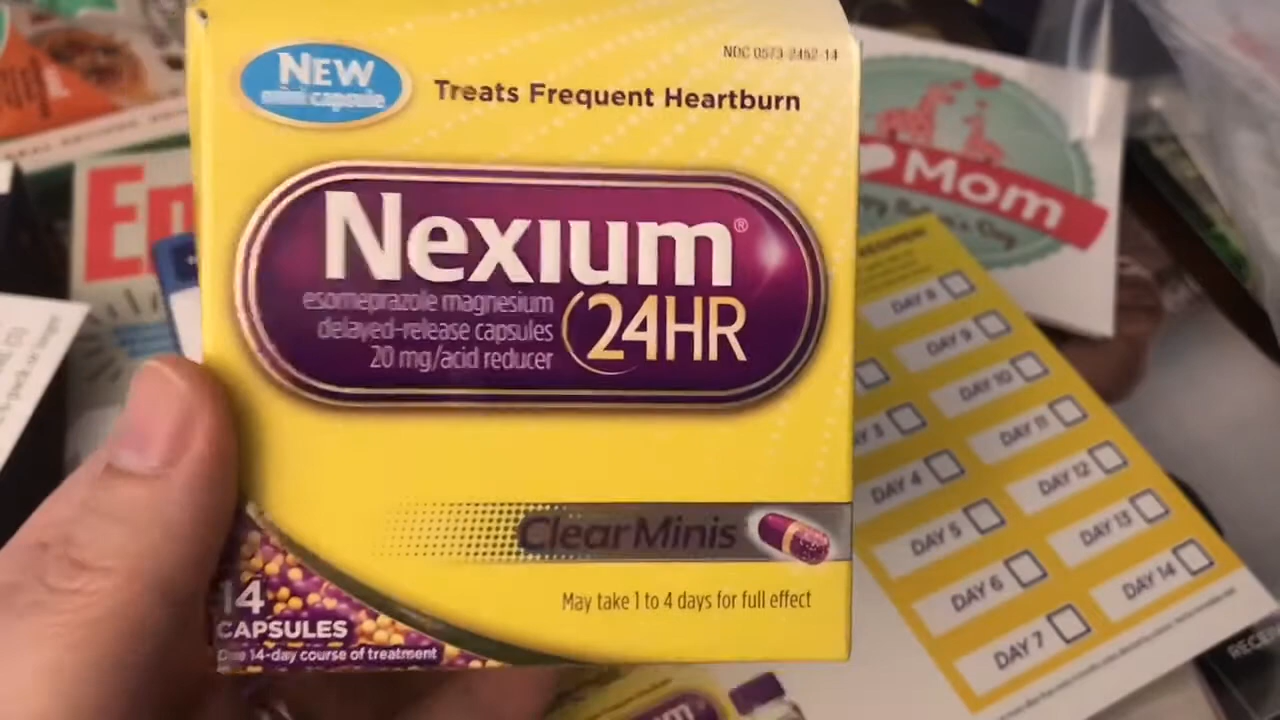 NEW
mini capsule
Treats Frequent Heartburn
NDC 0573-2452-14
Nexium®
esomeprazole magnesium
delayed-release capsules
20 mg/acid reducer
24HR
ClearMinis
May take 1 to 4 days for full effect
14
CAPSULES
One 14-day course of treatment
En
Mom
Day
DAY 8
DAY 9
DAY 10
DAY 11
DAY 12
DAY 13
DAY 14
DAY 4
DAY 5
DAY 6
DAY 7